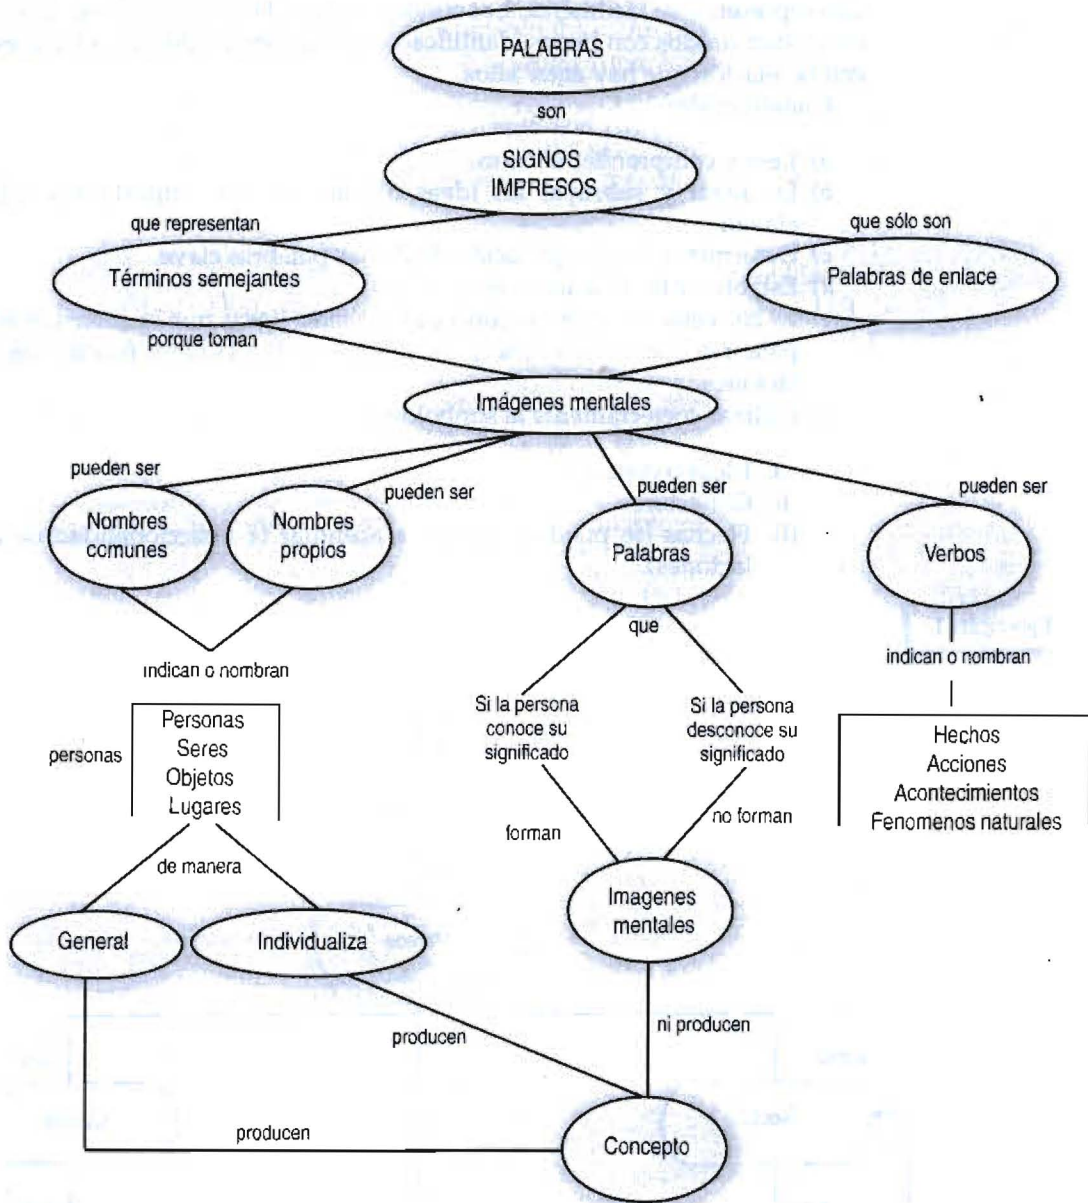 PALABRAS
son
SIGNOS
IMPRESOS
que representan
que sólo son
Términos semejantes
Palabras de enlace
porque toman
Imágenes mentales
pueden ser
pueden ser
pueden ser
pueden ser
Nombres
comunes
Nombres
propios
Palabras
Verbos
que
indican o nombran
indican o nombran
personas
Personas
Seres
Objetos
Lugares
Si la persona
conoce su
significado
Si la persona
desconoce su
significado
Hechos
Acciones
Acontecimientos
Fenomenos naturales
forman
no forman
de manera
General
Individualiza
Imagenes
mentales
producen
ni producen
producen
Concepto